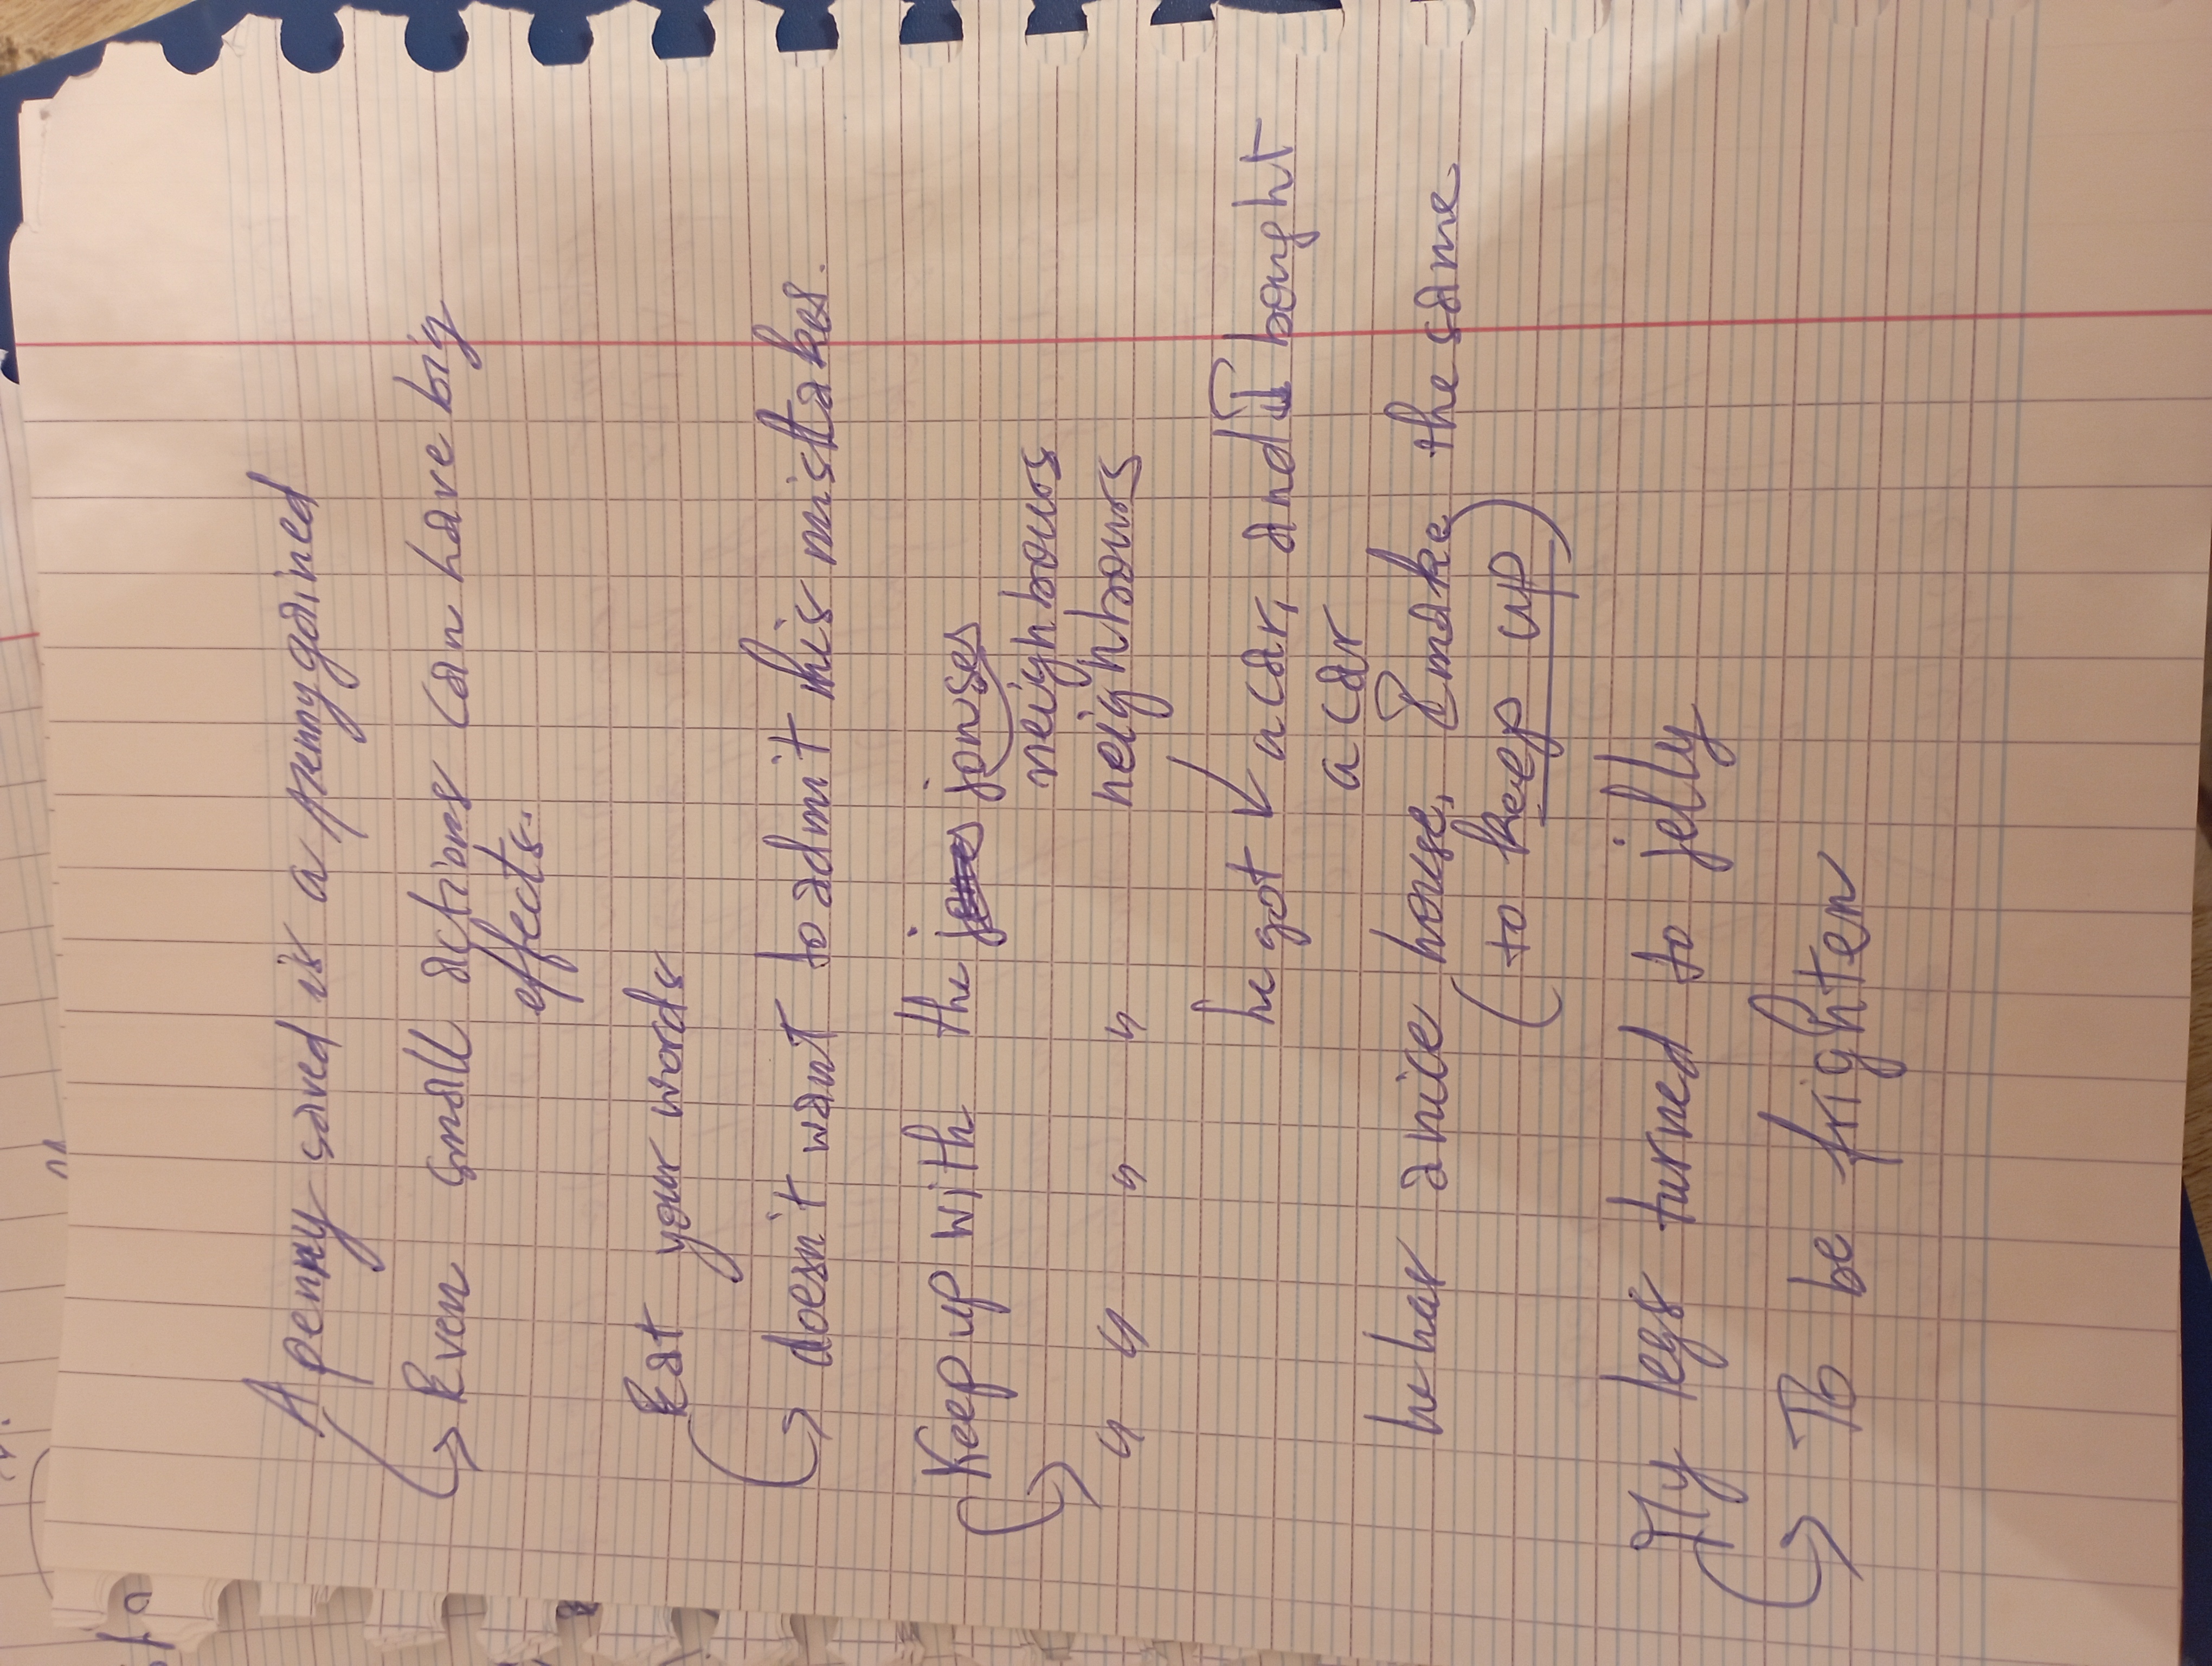 A penny saved is a penny gained
Even small actions can have big
effects.
Eat your words
doesn't want to admit his mistakes.
Keep up with the jonses
neighbours
" " " " neighbours
he got a car, and I bought
a car
he has a nice house, I make the same
(to keep up)
My legs turned to jelly
To be frighten